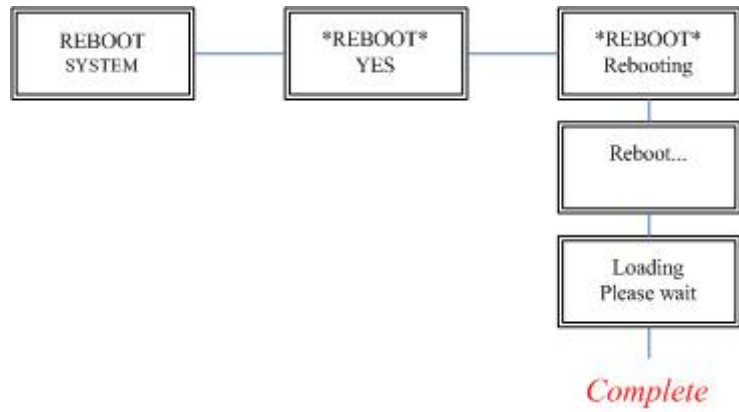 REBOOT
SYSTEM
*REBOOT*
YES
*REBOOT*
Rebooting
Reboot...
Loading
Please wait
Complete